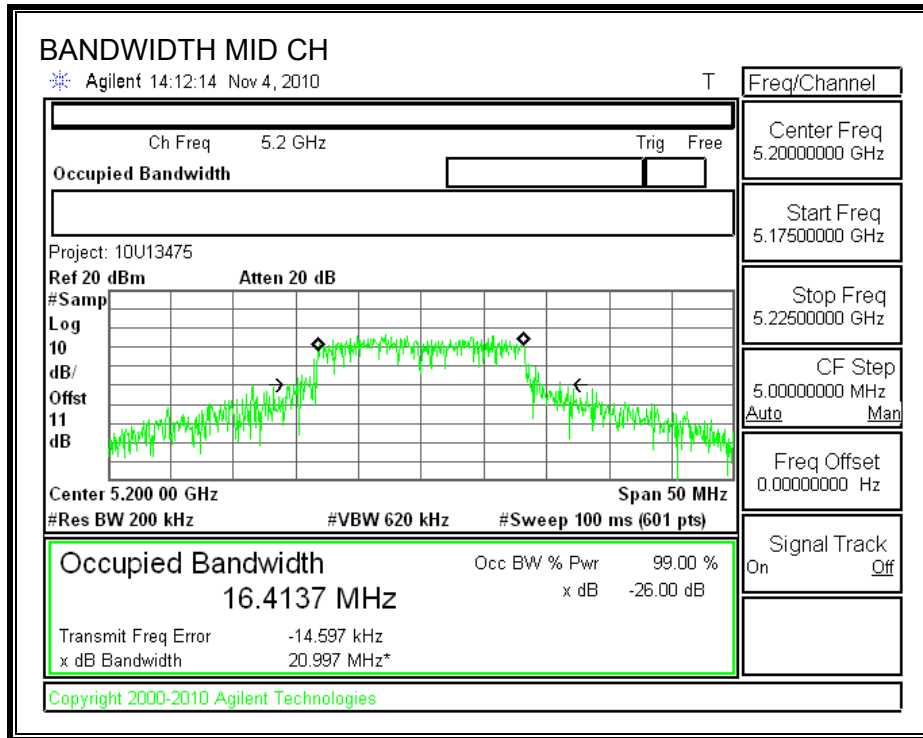 BANDWIDTH MID CH
Agilent 14:12:14 Nov 4, 2010 T
Freq/Channel
Ch Freq 5.2 GHz Trig Free
Occupied Bandwidth
Center Freq
5.20000000 GHz
Start Freq
5.17500000 GHz
Stop Freq
5.22500000 GHz
CF Step
5.00000000 MHz
Auto Man
Freq Offset
0.00000000 Hz
Signal Track
On Off
Project: 10U13475
Ref 20 dBm Atten 20 dB
#Samp
Log
10
dB/
Offst
11
dB
Center 5.200 00 GHz Span 50 MHz
#Res BW 200 kHz #VBW 620 kHz #Sweep 100 ms (601 pts)
Occupied Bandwidth Occ BW % Pwr 99.00 %
16.4137 MHz x dB -26.00 dB
Transmit Freq Error -14.597 kHz
x dB Bandwidth 20.997 MHz*
Copyright 2000-2010 Agilent Technologies